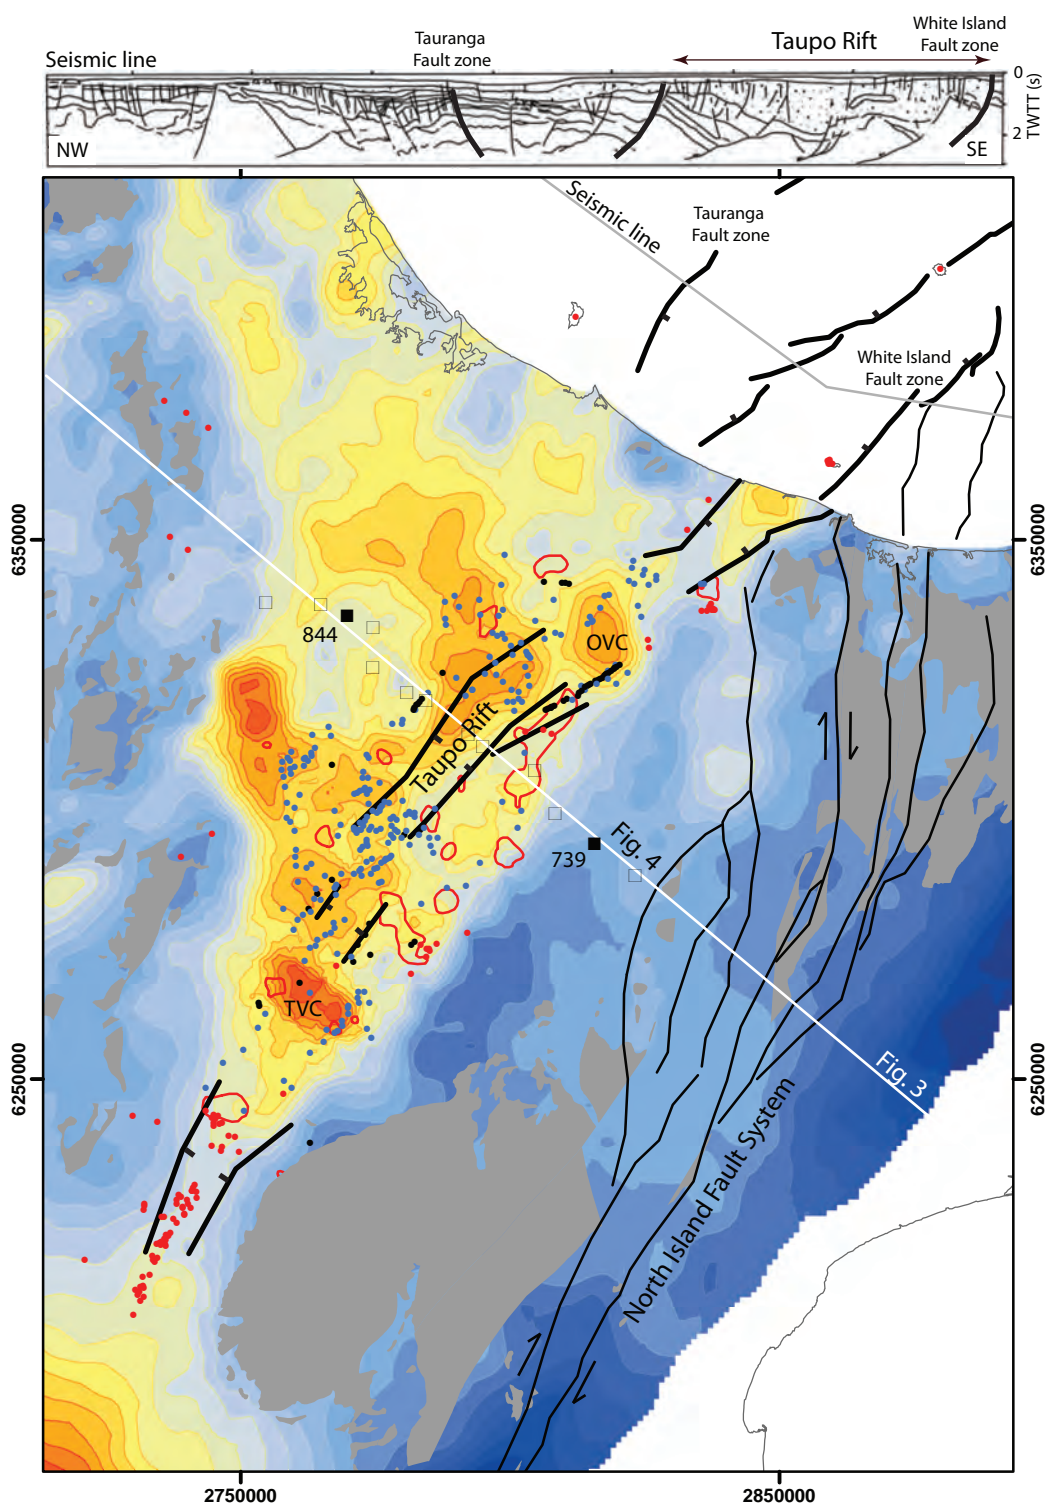 White Island
Fault zone
Tauranga
Fault zone
Taupo Rift
Seismic line
0
2
TWTT (s)
NW
SE
Seismic line
Tauranga
Fault zone
White Island
Fault zone
6350000
6350000
844
OVC
Taupo Rift
Fig. 4
739
TVC
6250000
6250000
Fig. 3
North Island Fault System
2750000
2850000